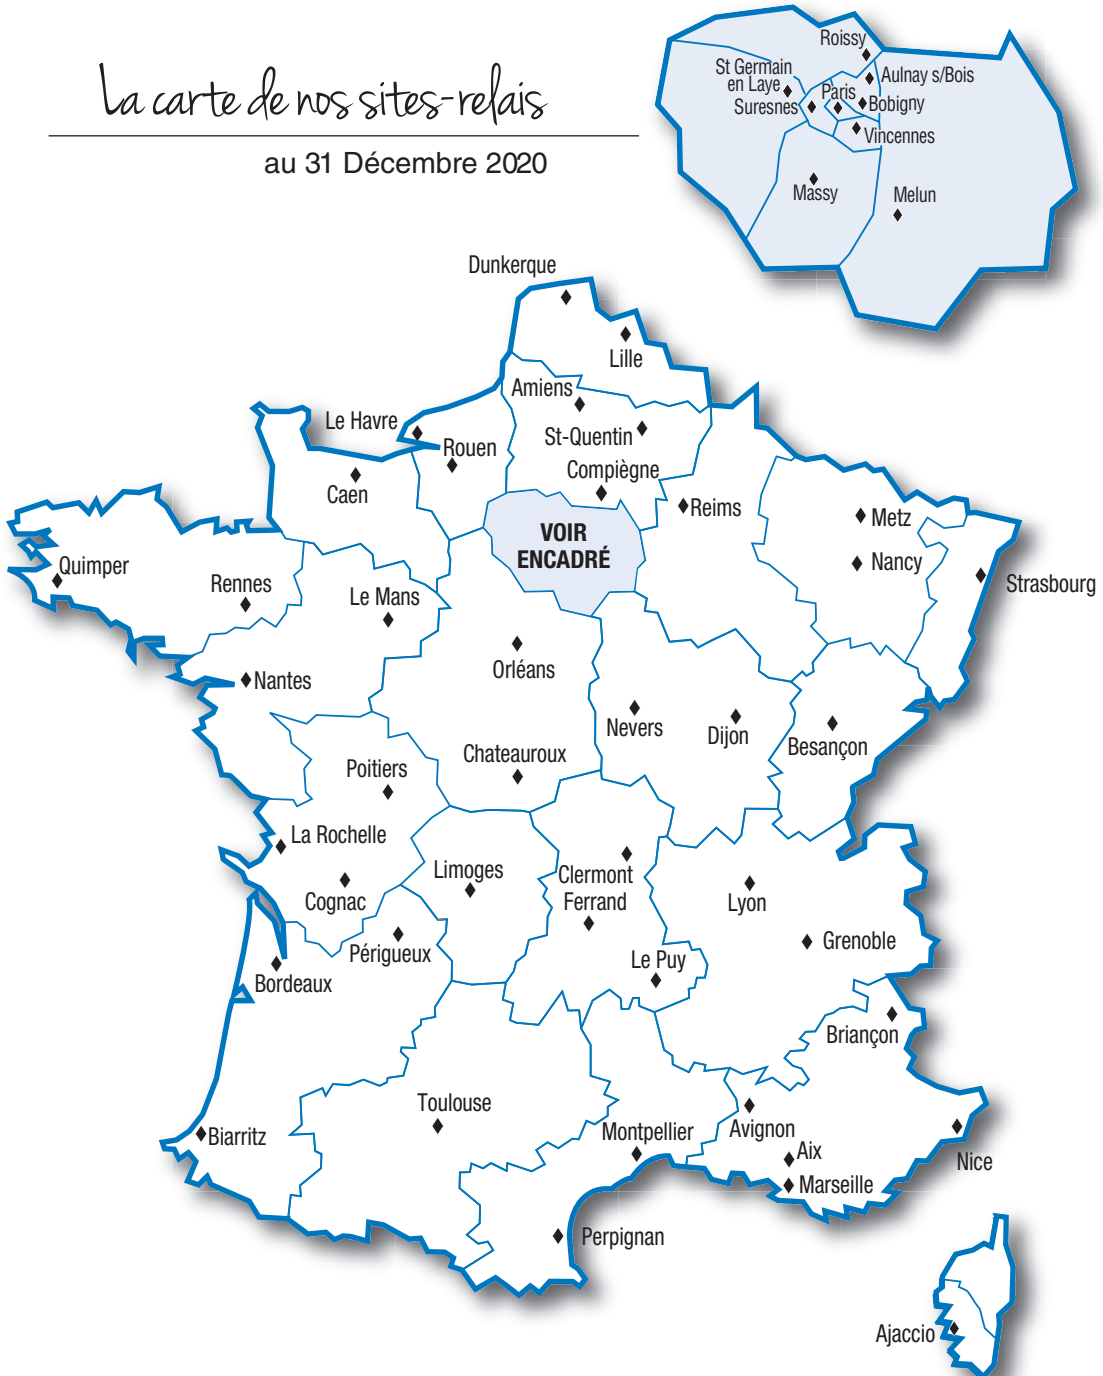 La carte de nos sites-relais
au 31 Décembre 2020
Roissy
St Germain
en Laye
Aulnay s/Bois
Paris
Suresnes
Bobigny
Vincennes
Massy
Melun
Dunkerque
Lille
Amiens
Le Havre
St-Quentin
Rouen
Compiègne
Caen
Reims
Metz
VOIR
ENCADRÉ
Nancy
Quimper
Rennes
Strasbourg
Le Mans
Orléans
Nantes
Nevers
Dijon
Besançon
Chateauroux
Poitiers
La Rochelle
Limoges
Clermont
Ferrand
Cognac
Lyon
Grenoble
Périgueux
Le Puy
Bordeaux
Briançon
Toulouse
Biarritz
Montpellier
Avignon
Aix
Nice
Marseille
Perpignan
Ajaccio